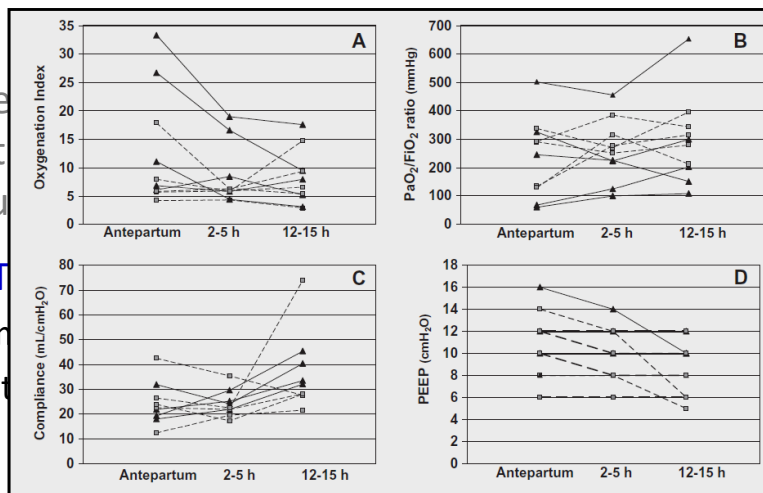 A
Oxygenation Index
35
30
25
20
15
10
5
0
Antepartum 2-5 h 12-15 h
B
PaO2/FiO2 ratio (mmHg)
700
600
500
400
300
200
100
0
Antepartum 2-5 h 12-15 h
C
Compliance (mL/cmH2O)
80
70
60
50
40
30
20
10
0
Antepartum 2-5 h 12-15 h
D
PEEP (cmH2O)
18
16
14
12
10
8
6
4
2
0
Antepartum 2-5 h 12-15 h